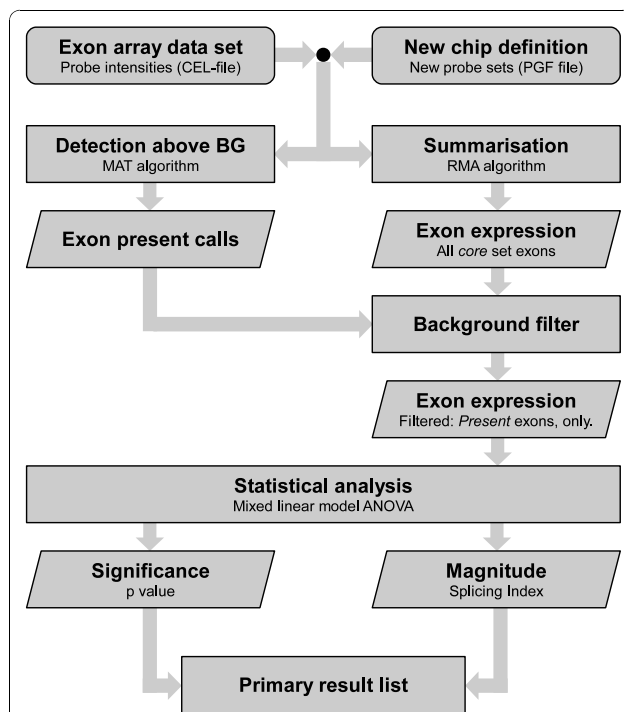 Exon array data set
Probe intensities (CEL-file)
New chip definition
New probe sets (PGF file)
Detection above BG
MAT algorithm
Summarisation
RMA algorithm
Exon present calls
Exon expression
All core set exons
Background filter
Exon expression
Filtered: Present exons, only.
Statistical analysis
Mixed linear model ANOVA
Significance
p value
Magnitude
Splicing Index
Primary result list